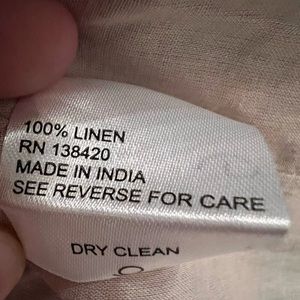 100% LINEN
RN 138420
MADE IN INDIA
SEE REVERSE FOR CARE
DRY CLEAN